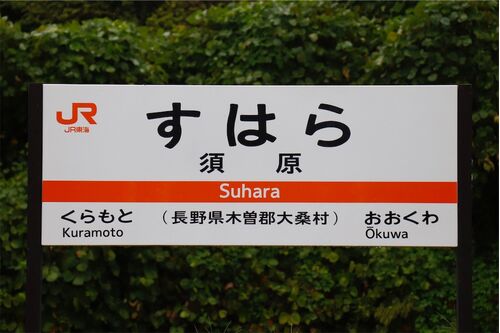 JR
JR東海
すはら
須原
Suhara
くらもと (長野県木曽郡大桑村) おおくわ
Kuramoto Ōkuwa